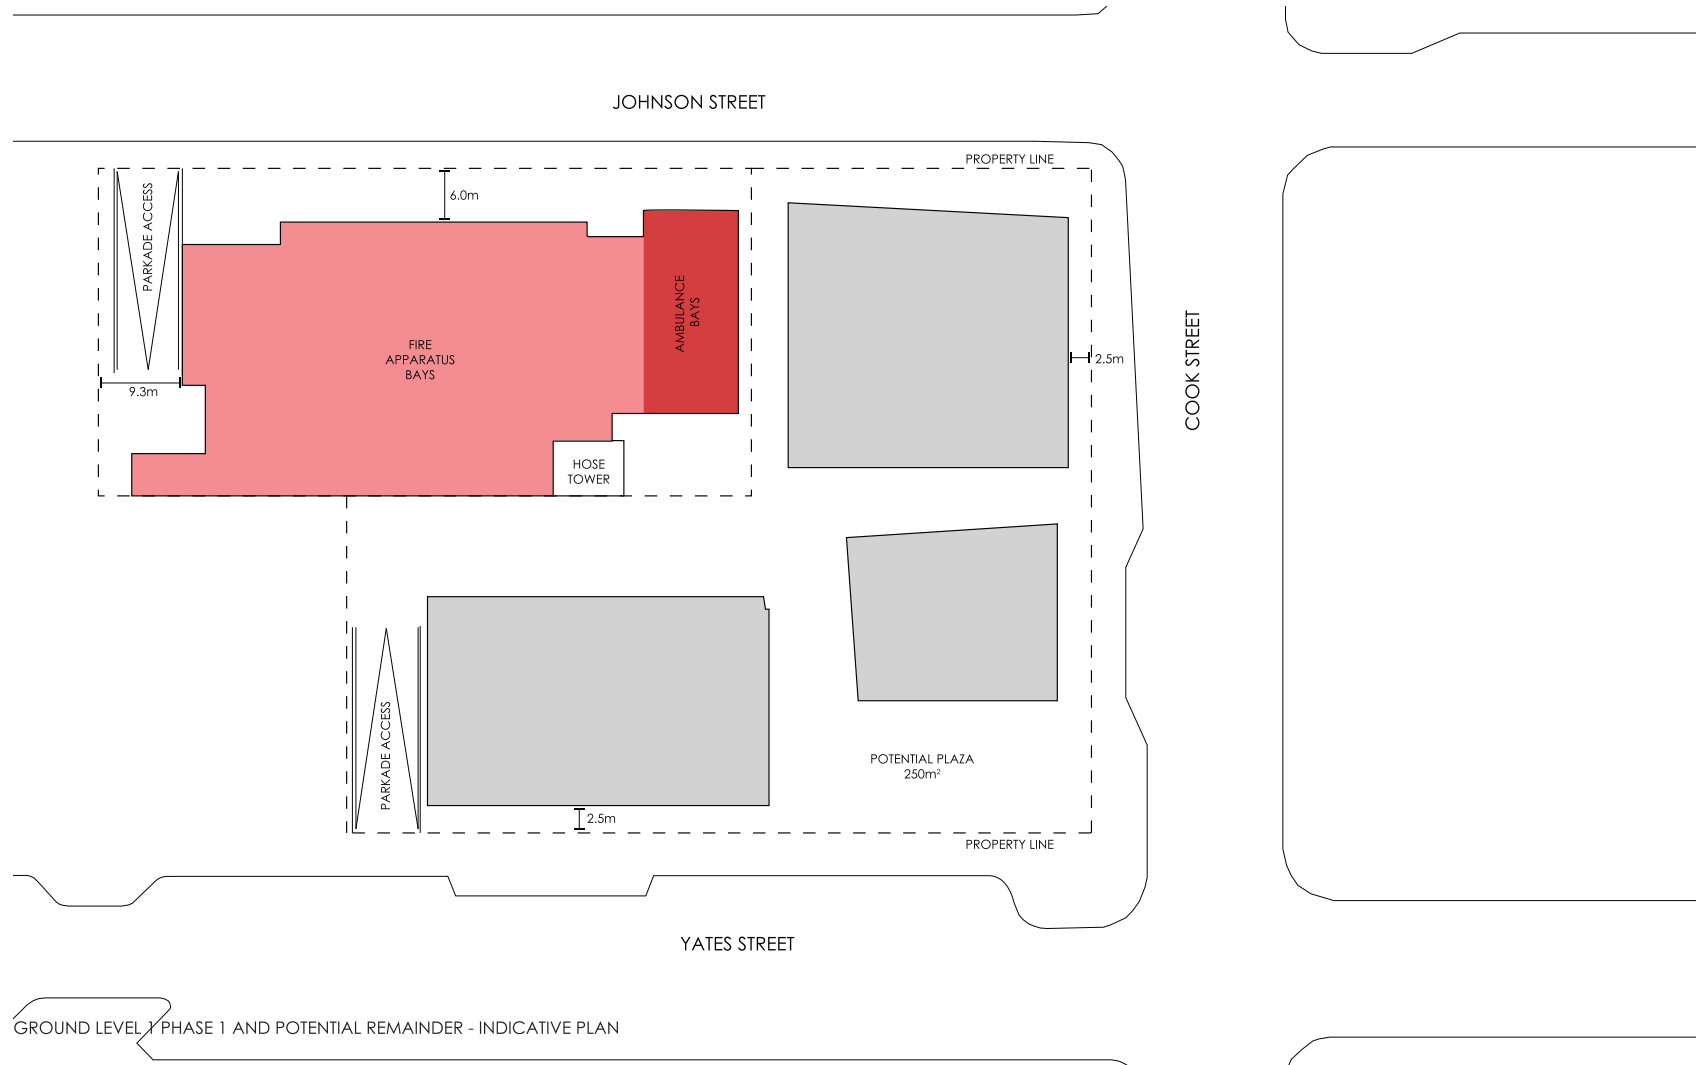 JOHNSON STREET
PROPERTY LINE
PARKADE ACCESS
6.0m
AMBULANCE
BAYS
FIRE
APPARATUS
BAYS
COOK STREET
2.5m
9.3m
HOSE
TOWER
PARKADE ACCESS
POTENTIAL PLAZA
250m²
2.5m
PROPERTY LINE
YATES STREET
GROUND LEVEL 1 PHASE 1 AND POTENTIAL REMAINDER - INDICATIVE PLAN